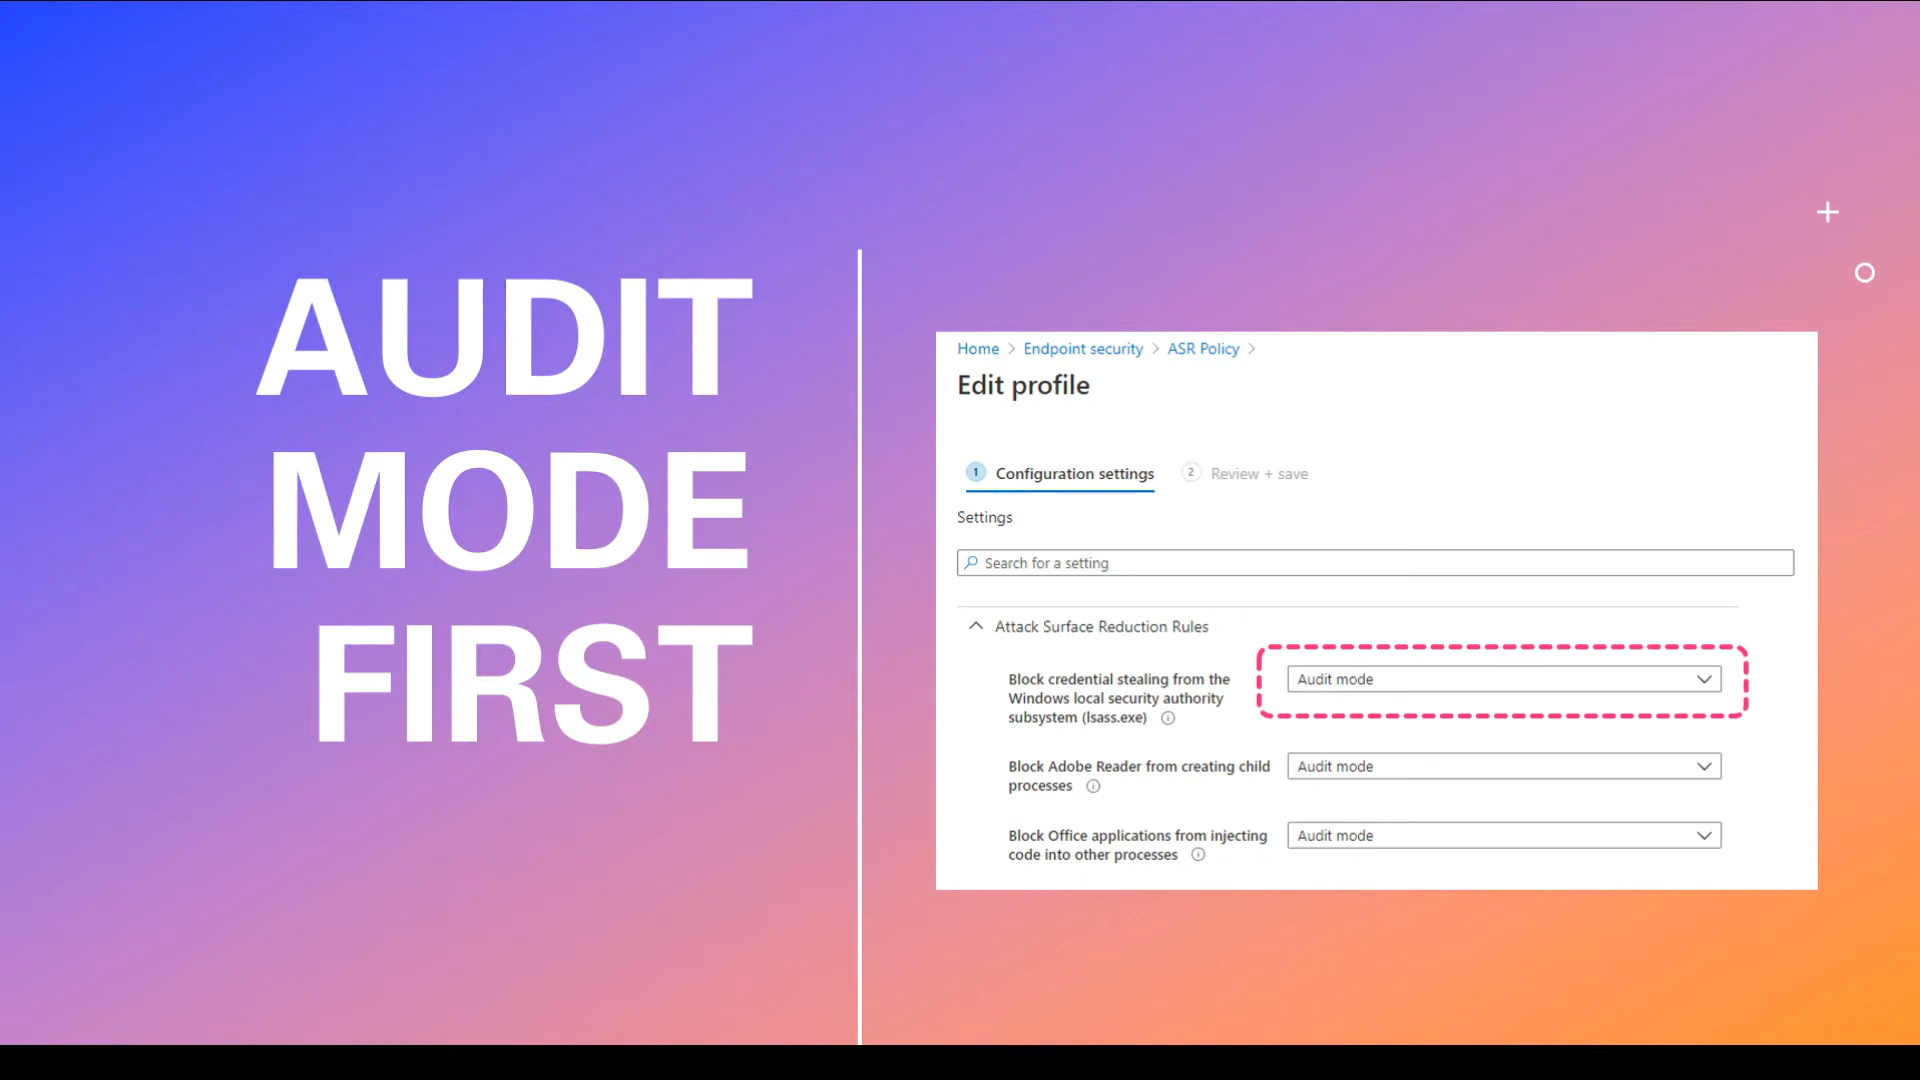 AUDIT
MODE
FIRST
Home > Endpoint security > ASR Policy >
Edit profile
1 Configuration settings 2 Review + save
Settings
Search for a setting
Attack Surface Reduction Rules
Block credential stealing from the
Windows local security authority
subsystem (lsass.exe)
Audit mode
Block Adobe Reader from creating child
processes
Audit mode
Block Office applications from injecting
code into other processes
Audit mode